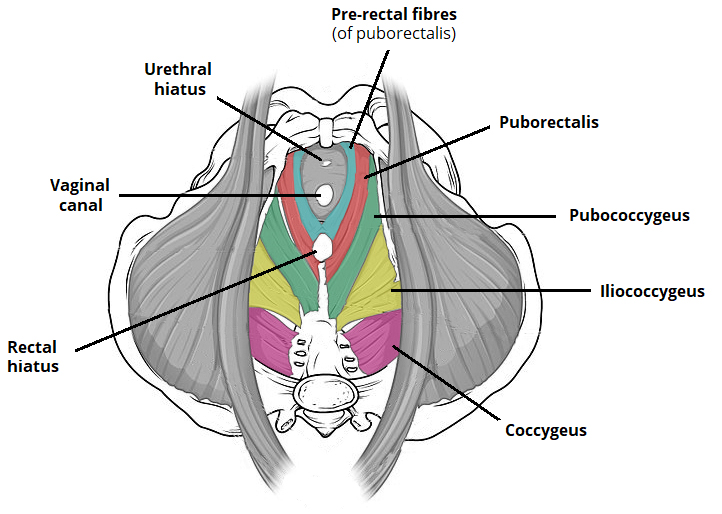 Pre-rectal fibres
(of puborectalis)
Urethral
hiatus
Puborectalis
Vaginal
canal
Pubococcygeus
Iliococcygeus
Rectal
hiatus
Coccygeus